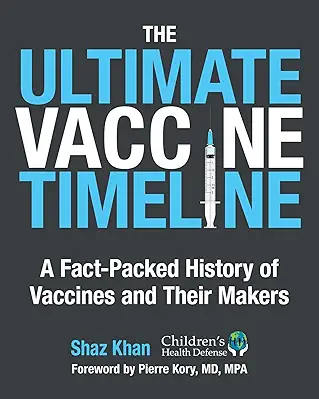 THE
ULTIMATE
VACCINE
TIMELINE
A Fact-Packed History of
Vaccines and Their Makers
Shaz Khan Children's
Health Defense
Foreword by Pierre Kory, MD, MPA